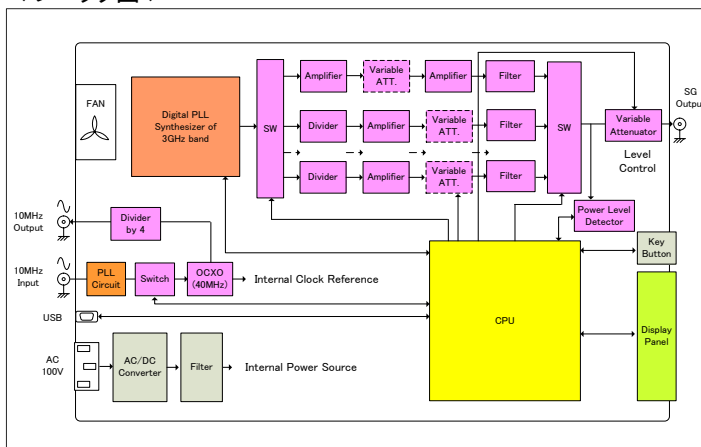 FAN
Digital PLL
Synthesizer of
3GHz band
SW
Amplifier
Variable
ATT.
Amplifier
Filter
Divider
Amplifier
Variable
ATT.
Filter
Divider
Amplifier
Variable
ATT.
Filter
SW
Variable
Attenuator
SG
Output
Level
Control
Power Level
Detector
10MHz
Output
Divider
by 4
10MHz
Input
PLL
Circuit
Switch
OCXO
(40MHz)
Internal Clock Reference
USB
CPU
Key
Button
Display
Panel
AC
100V
AC/DC
Converter
Filter
Internal Power Source